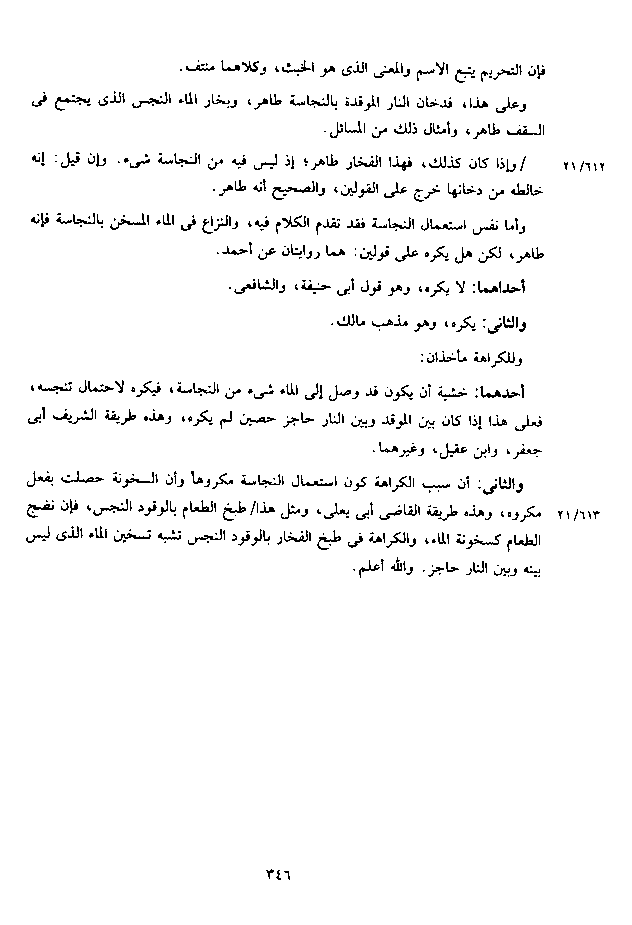 فإن التحريم يتبع الاسم والمعنى الذى هو الخبث، وكلاهما منتف.
وعلى هذا، فدخان النار الموقدة بالنجاسة طاهر، وبخار الماء النجس الذى يجتمع فى
السقف طاهر، وأمثال ذلك من المسائل.
٢١/٦١٢ / وإذا كان كذلك، فهذا الفخار طاهر؛ إذ ليس فيه من النجاسة شىء. وإن قيل: إنه
خالطه من دخانها خرج على القولين، والصحيح أنه طاهر.
وأما نفس استعمال النجاسة فقد تقدم الكلام فيه، والنزاع فى الماء المسخن بالنجاسة فإنه
طاهر، لكن هل يكره على قولين: هما روايتان عن أحمد.
أحداهما: لا يكره، وهو قول أبى حنيفة، والشافعى.
والثانى: يكره، وهو مذهب مالك.
وللكراهة مأخذان:
أحدهما: خشية أن يكون قد وصل إلى الماء شىء من النجاسة، فيكره لاحتمال تنجسه،
فعلى هذا إذا كان بين الموقد وبين النار حاجز حصين لم يكره، وهذه طريقة الشريف أبى
جعفر، وابن عقيل، وغيرهما.
والثانى: أن سبب الكراهة كون استعمال النجاسة مكروهاً وأن السخونة حصلت بفعل
٢١/٦١٣ مكروه، وهذه طريقة القاضى أبى يعلى، ومثل هذا/ طبخ الطعام بالوقود النجس، فإن نضج
الطعام كسخونة الماء، والكراهة فى طبخ الفخار بالوقود النجس تشبه تسخين الماء الذى ليس
بينه وبين النار حاجز. والله أعلم.
٣٤٦